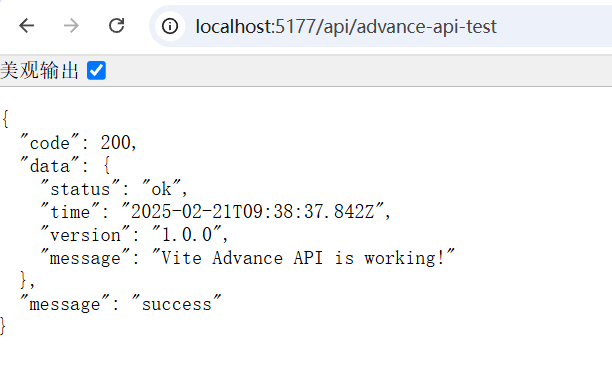 localhost:5177/api/advance-api-test
美观输出
{
  "code": 200,
  "data": {
    "status": "ok",
    "time": "2025-02-21T09:38:37.842Z",
    "version": "1.0.0",
    "message": "Vite Advance API is working!"
  },
  "message": "success"
}